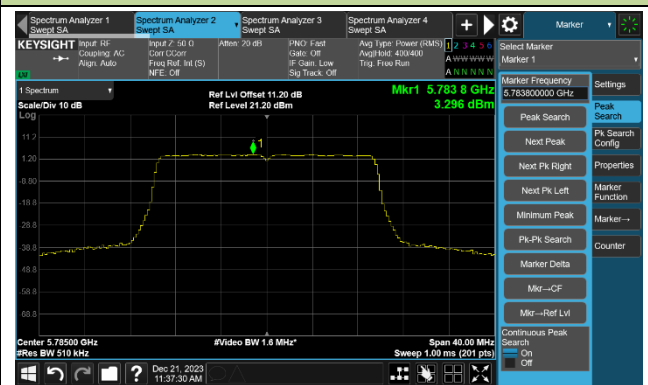 Spectrum Analyzer 1
Swept SA
Spectrum Analyzer 2
Swept SA
Spectrum Analyzer 3
Swept SA
Spectrum Analyzer 4
Swept SA
+
Marker
KEYSIGHT
Input: RF
Coupling: AC
Align: Auto
Input Z: 50 Ω
Corr CCorr
Freq Ref: Int (S)
NFE: Off
Atten: 20 dB
PNO: Fast
Gate: Off
IF Gain: Low
Sig Track: Off
Avg Type: Power (RMS)
Avg|Hold: 400/400
Trig: Free Run
1 2 3 4 5 6
A W W W W W
A N N N N N
Select Marker
Marker 1
1 Spectrum
Scale/Div 10 dB
Log
Ref Lvl Offset 11.20 dB
Ref Level 21.20 dBm
Mkr1 5.783 8 GHz
3.296 dBm
1
11.2
1.20
-8.80
-18.8
-28.8
-38.8
-48.8
-58.8
-68.8
Center 5.78500 GHz
#Res BW 510 kHz
#Video BW 1.6 MHz*
Span 40.00 MHz
Sweep 1.00 ms (201 pts)
Marker Frequency
5.783800000 GHz
Peak Search
Next Peak
Next Pk Right
Next Pk Left
Minimum Peak
Pk-Pk Search
Marker Delta
Mkr→CF
Mkr→Ref Lvl
Continuous Peak
Search
On
Off
Settings
Peak
Search
Pk Search
Config
Properties
Marker
Function
Marker→
Counter
?
Dec 21, 2023
11:37:30 AM